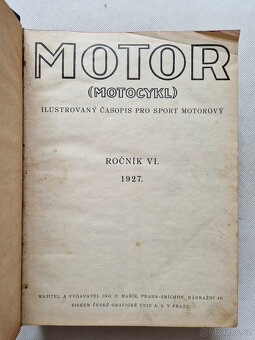 MOTOR
(MOTOCYKL)
ILUSTROVANÝ ČASOPIS PRO SPORT MOTOROVÝ
ROČNÍK VI.
1927.
MAJITEL A VYDAVATEL ING. F. MAŘÍK, PRAHA-SMÍCHOV, NÁDRAŽNÍ
TISKEM ČESKÉ GRAFICKÉ UNIE A. S. V PRAZE